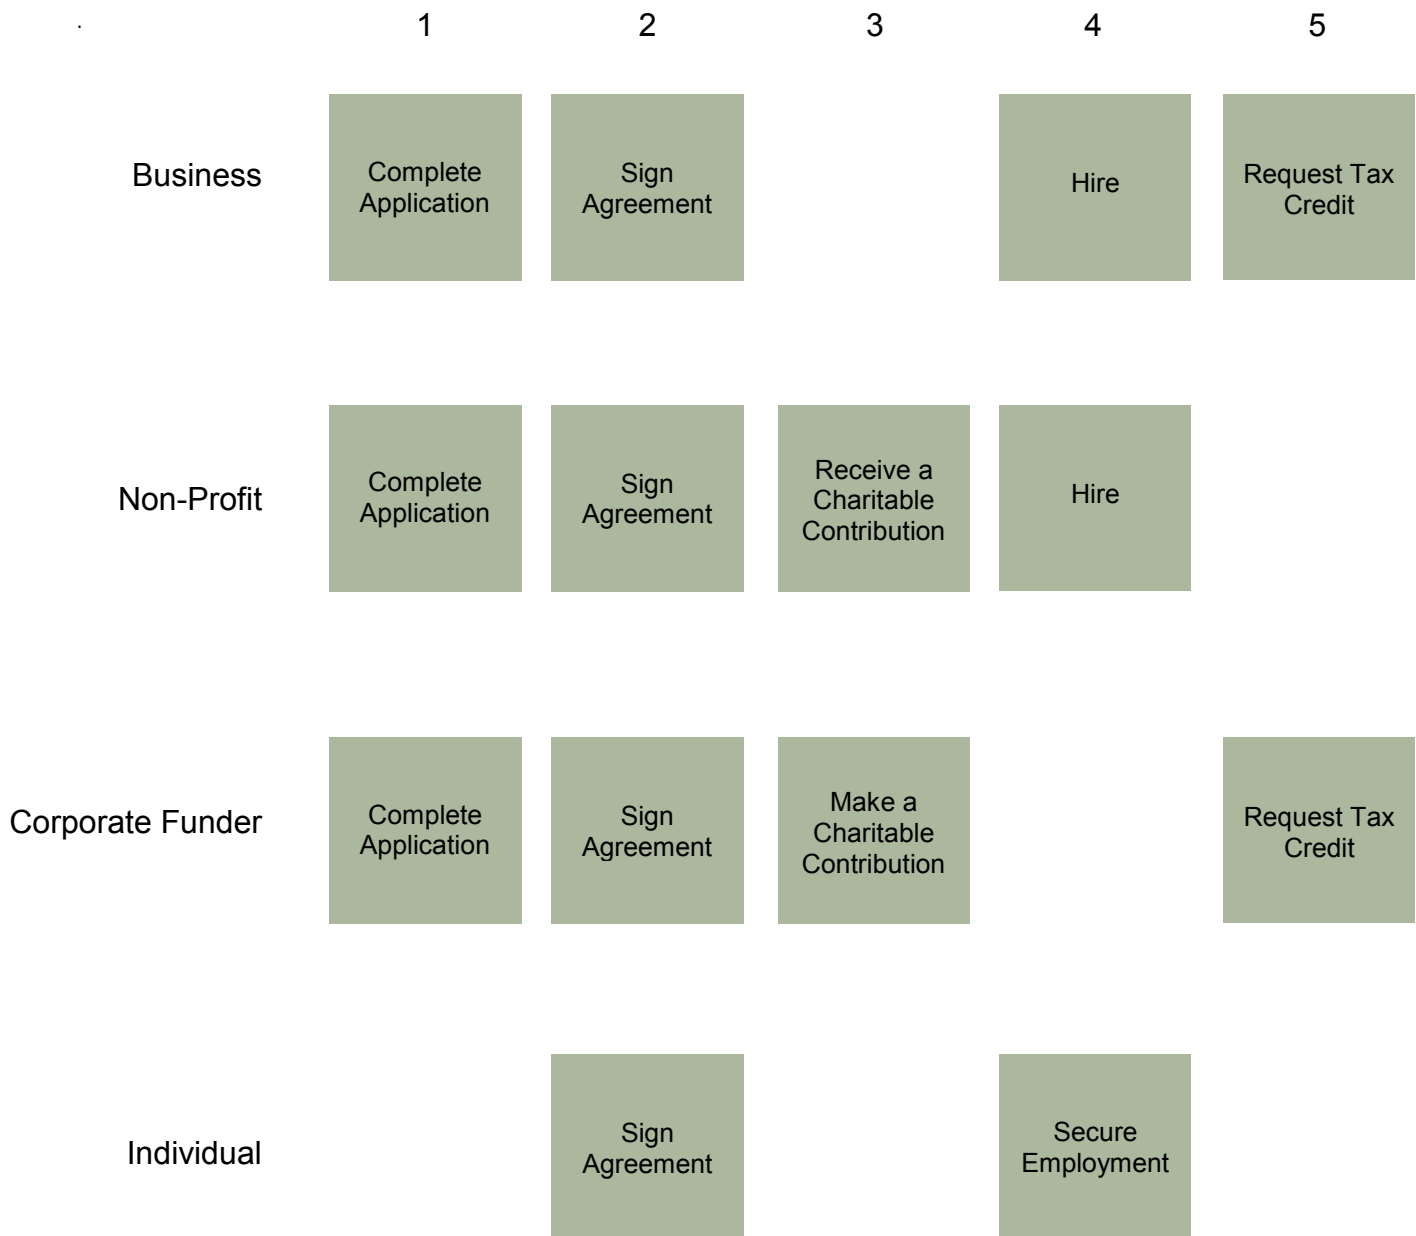 . 1 2 3 4 5
Business
Complete
Application
Sign
Agreement
Hire
Request Tax
Credit
Non-Profit
Complete
Application
Sign
Agreement
Receive a
Charitable
Contribution
Hire
Corporate Funder
Complete
Application
Sign
Agreement
Make a
Charitable
Contribution
Request Tax
Credit
Individual
Sign
Agreement
Secure
Employment